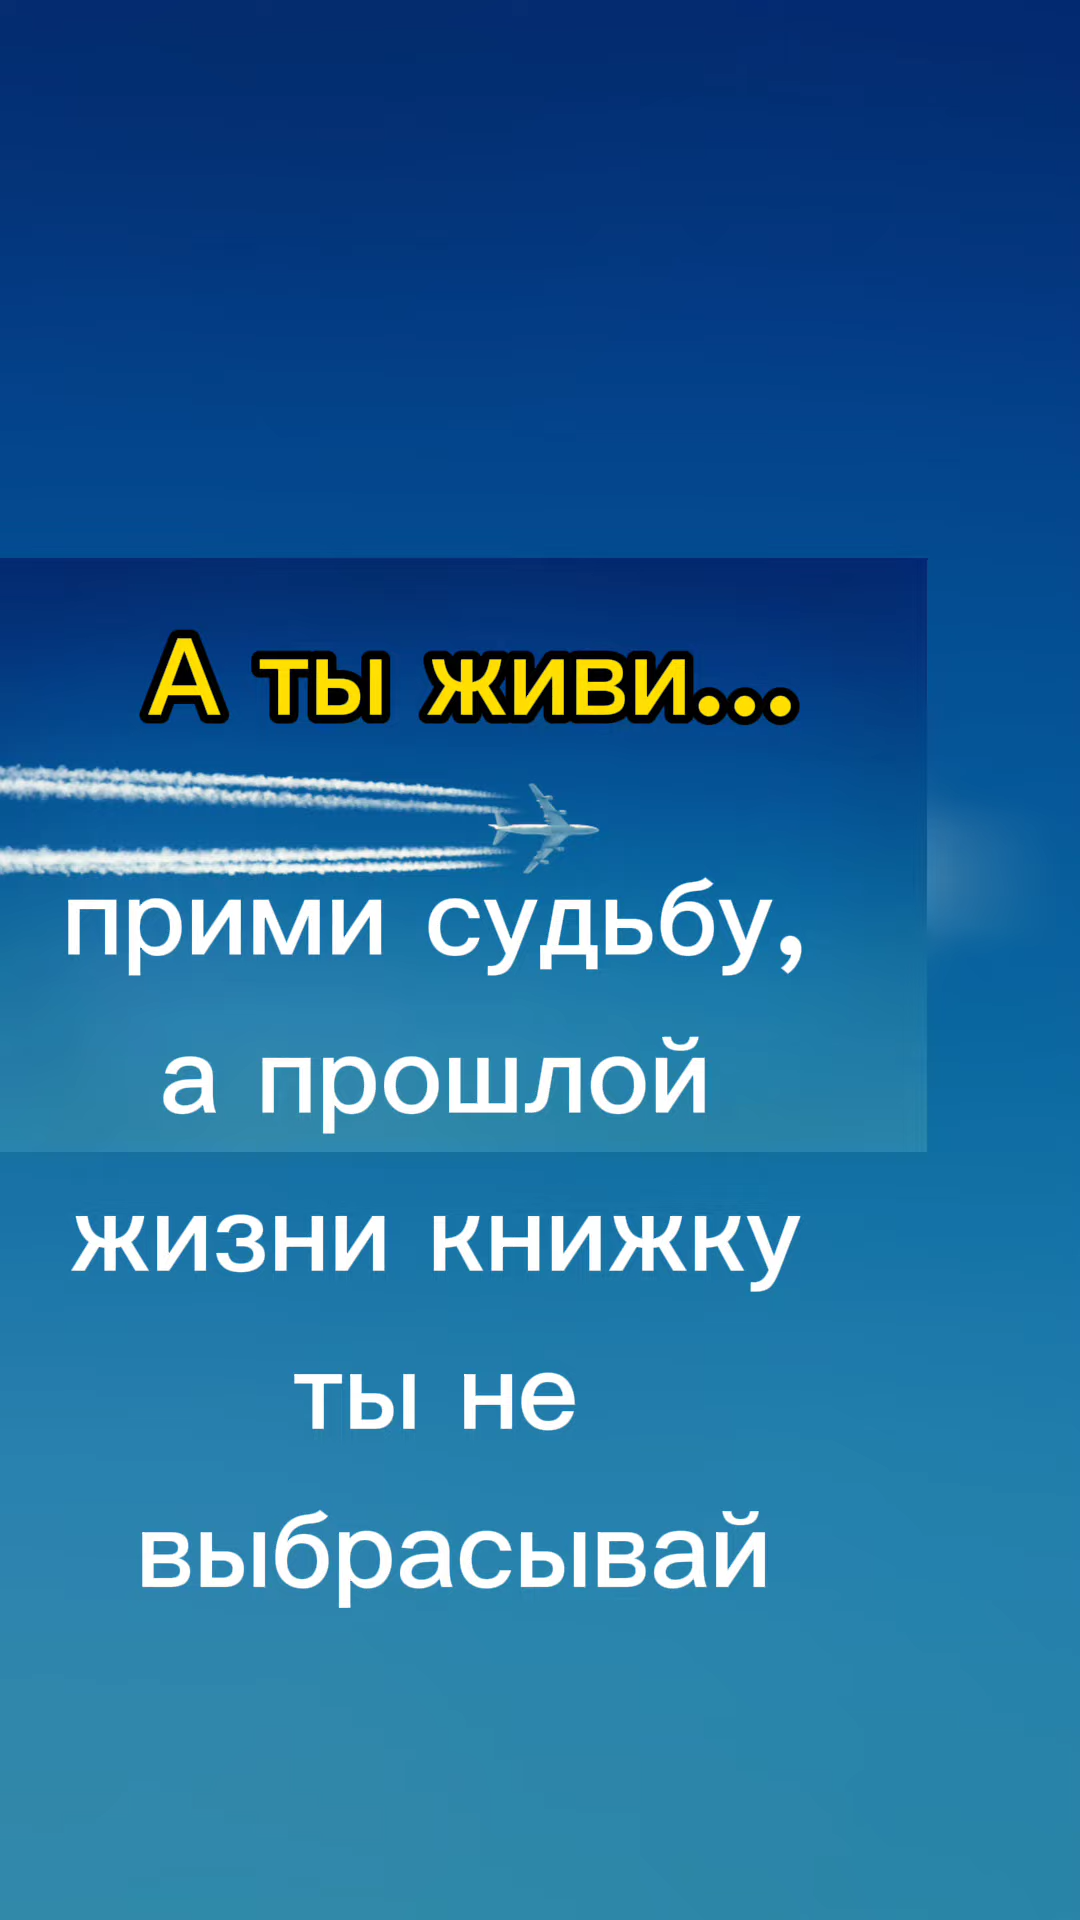 А ты живи...
прими судьбу,
а прошлой
жизни книжку
ты не
выбрасывай